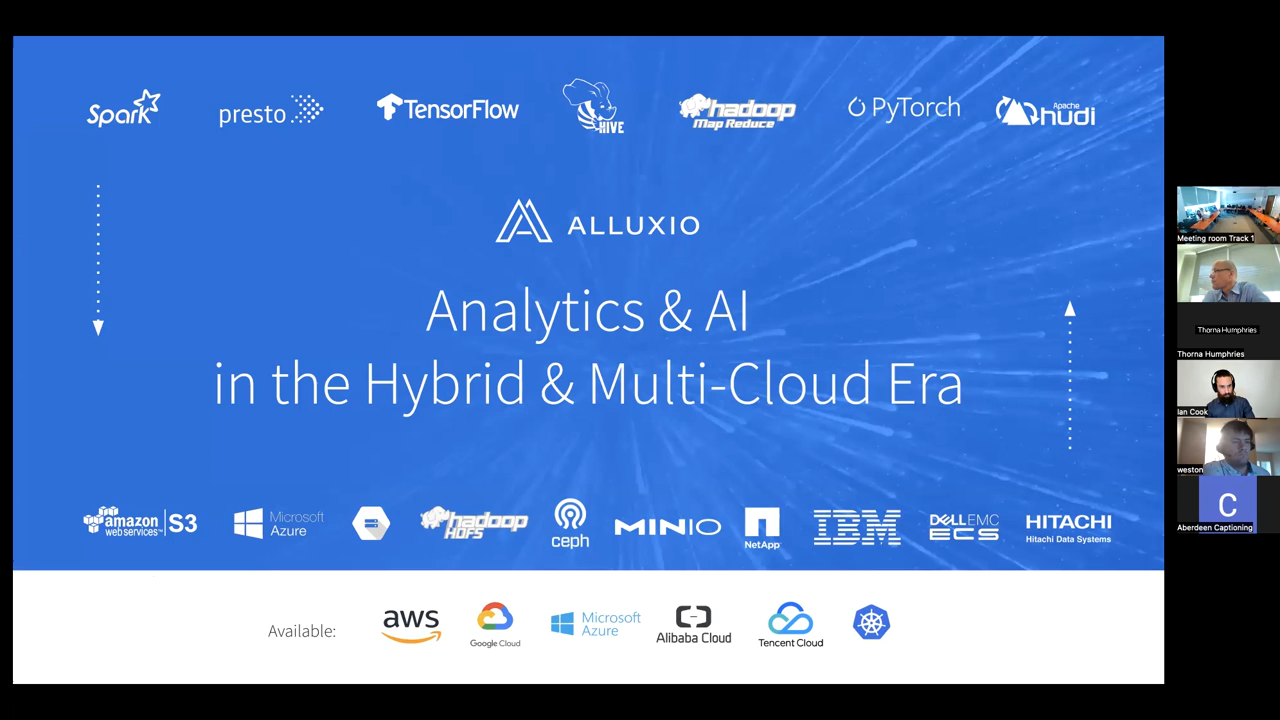 Spark
presto
TensorFlow
HIVE
hadoop
Map Reduce
PyTorch
Apache
hudi
ALLUXIO
Analytics & AI
in the Hybrid & Multi-Cloud Era
amazon
web services™
S3
Microsoft
Azure
hadoop
HDFS
ceph
MINIO
NetApp
IBM
DELL EMC
ECS
HITACHI
Hitachi Data Systems
Available:
aws
Google Cloud
Microsoft
Azure
Alibaba Cloud
Tencent Cloud
Meeting room Track 1
Thorna Humphries
Thorna Humphries
Ian Cook
weston
C
Aberdeen Captioning